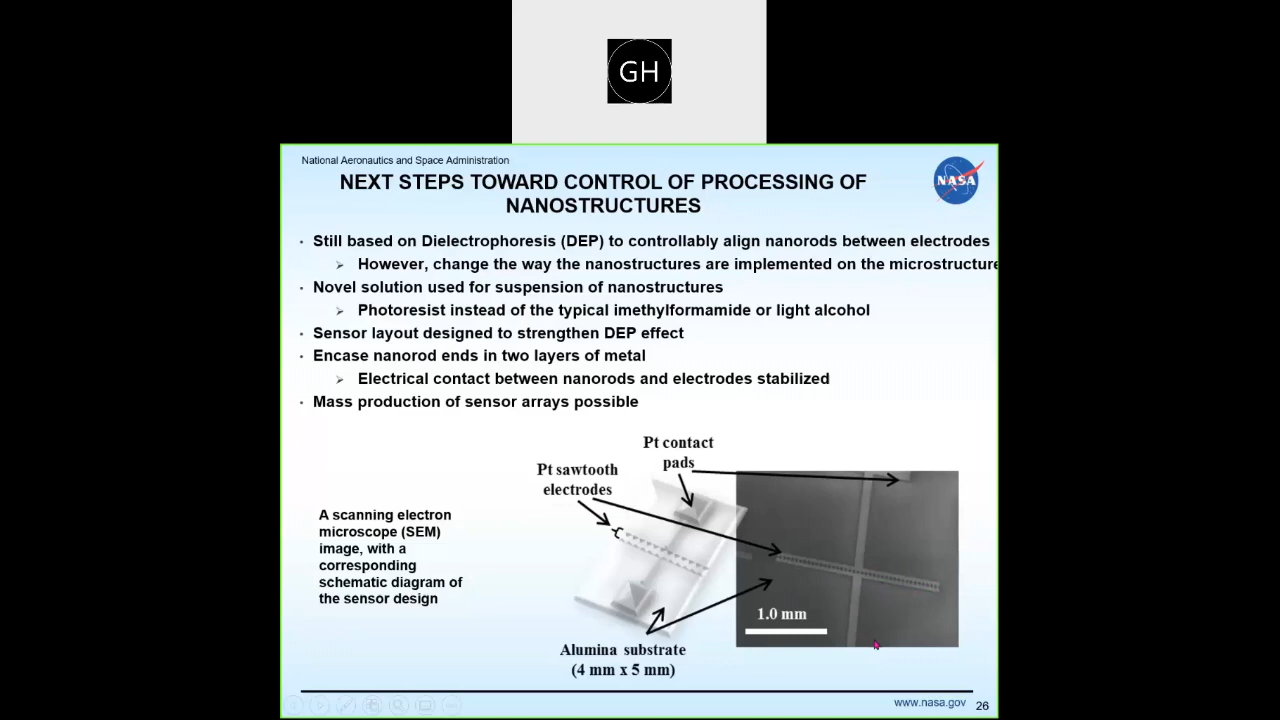 GH
National Aeronautics and Space Administration
NASA
NEXT STEPS TOWARD CONTROL OF PROCESSING OF
NANOSTRUCTURES
· Still based on Dielectrophoresis (DEP) to controllably align nanorods between electrodes
➢ However, change the way the nanostructures are implemented on the microstructure
· Novel solution used for suspension of nanostructures
➢ Photoresist instead of the typical imethylformamide or light alcohol
· Sensor layout designed to strengthen DEP effect
· Encase nanorod ends in two layers of metal
➢ Electrical contact between nanorods and electrodes stabilized
· Mass production of sensor arrays possible
Pt contact
pads
Pt sawtooth
electrodes
A scanning electron
microscope (SEM)
image, with a
corresponding
schematic diagram of
the sensor design
1.0 mm
Alumina substrate
(4 mm x 5 mm)
www.nasa.gov
26